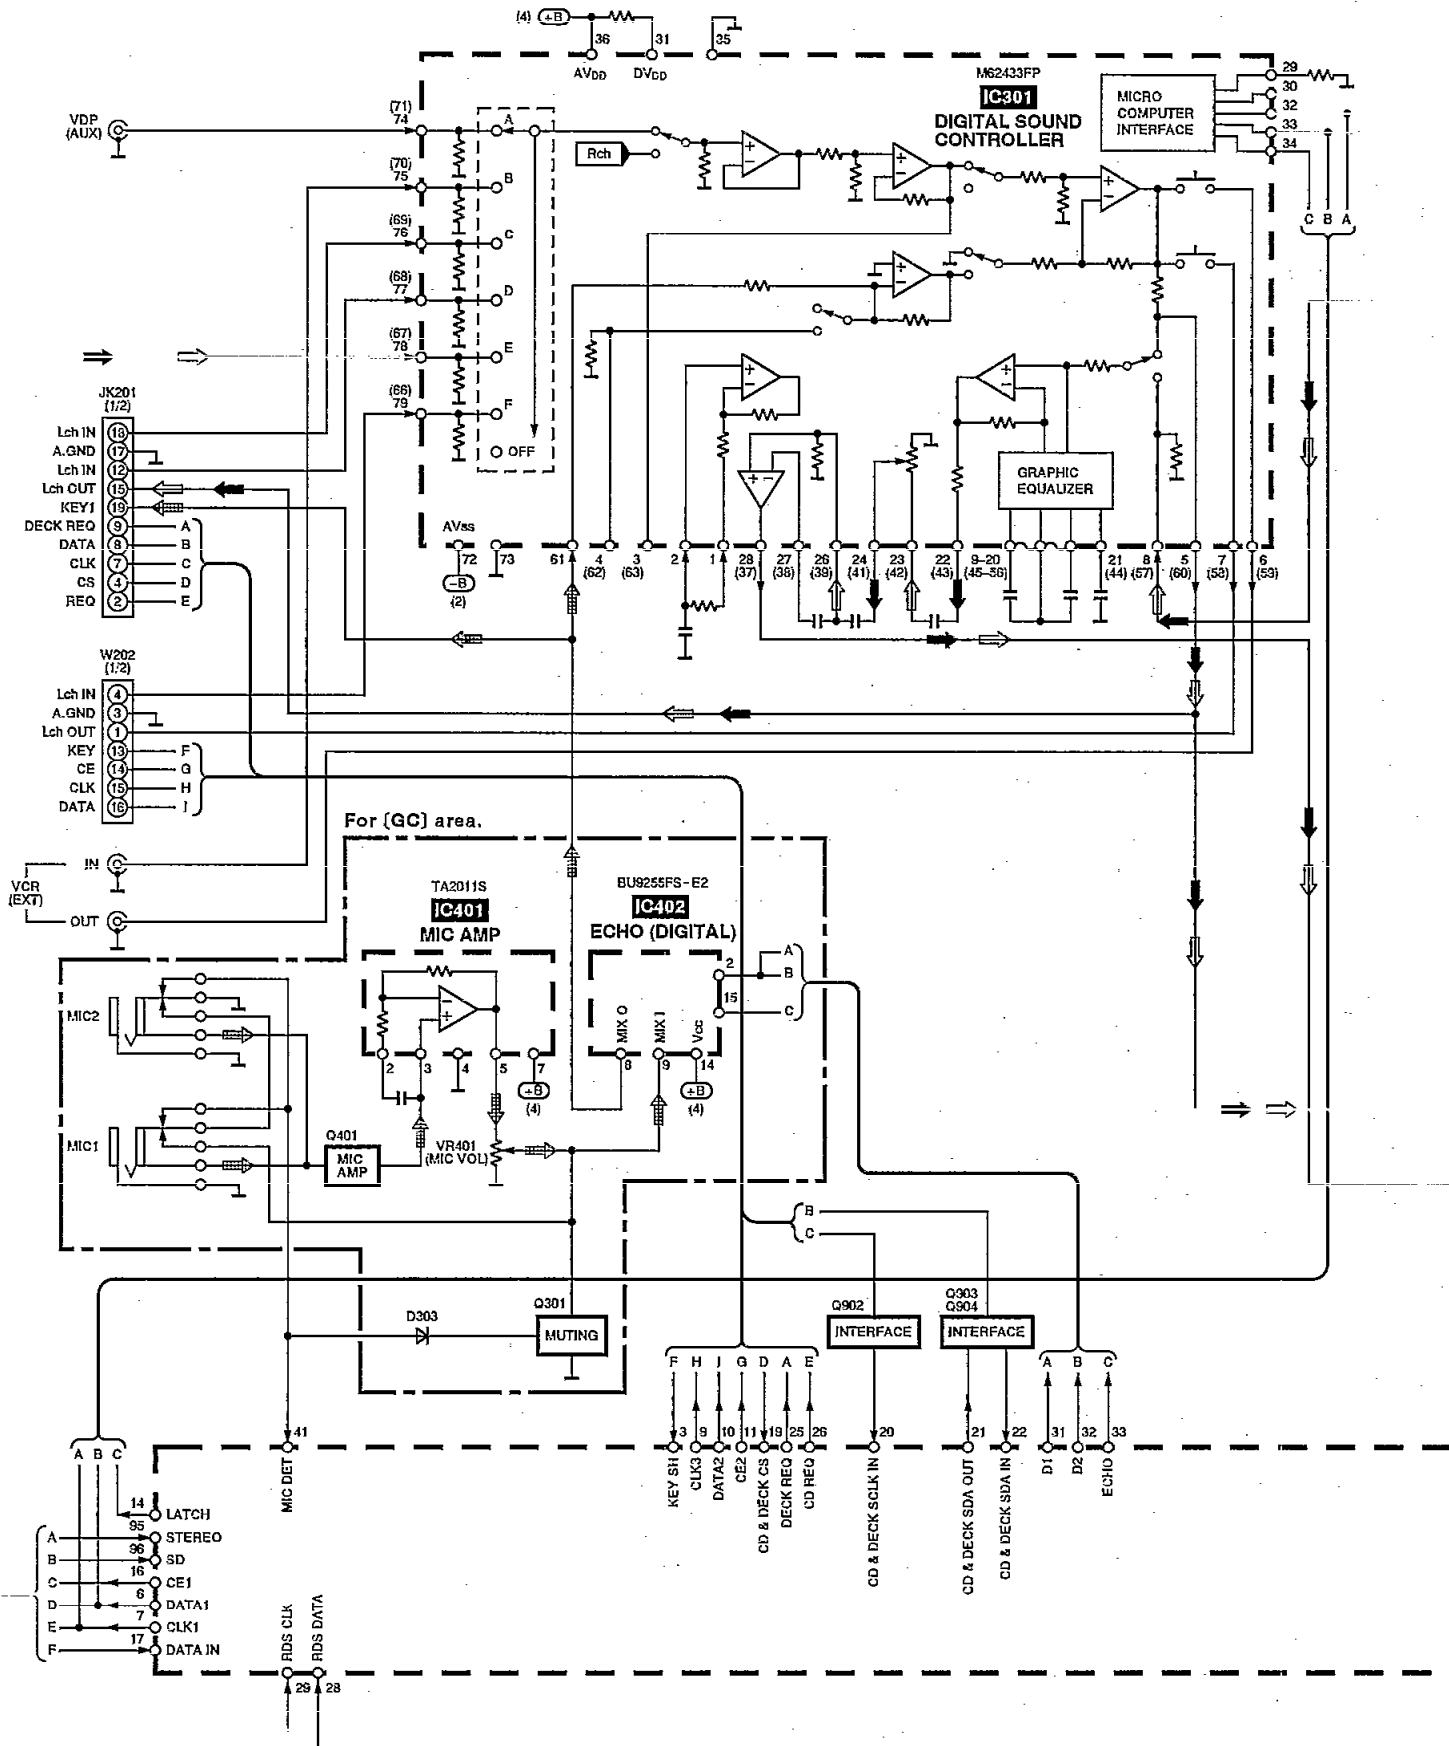 (4) +B
36 31 35
AVDD DVDD
M62433FP
IC301
DIGITAL SOUND
CONTROLLER
MICRO
COMPUTER
INTERFACE
29
30
32
33
34
C B A
VDP
(AUX)
(71)
74
A
(70)
75
B
(69)
76
C
(68)
77
D
(67)
78
E
(66)
79
F
OFF
Rch
JK201
(1/2)
Lch IN 18
A.GND 17
Lch IN 12
Lch OUT 15
KEY1 19
DECK REQ 9 A
DATA 8 B
CLK 7 C
CS 4 D
REQ 2 E
GRAPHIC
EQUALIZER
AVSS
72 73 61 4 3 2 1 28 27 26 24 23 22 9-20 21 8 5 7 6
(62) (63) (37) (38) (39) (41) (42) (43) (45-56) (44) (57) (60) (58) (59)
-B
(2)
W202
(1/2)
Lch IN 4
A.GND 3
Lch OUT 1
KEY 13 F
CE 14 G
CLK 15 H
DATA 16 I
For (GC) area.
IN
VCR
(EXT)
OUT
TA2011S
IC401
MIC AMP
BU9255FS-E2
IC402
ECHO (DIGITAL)
2 A
B
15
C
MIX O MIX I Vcc
2 3 4 5 7 8 9 14
+B
(4)
+B
(4)
MIC2
MIC1
Q401
MIC
AMP
VR401
(MIC VOL)
B
C
D303
Q301
MUTING
Q902
INTERFACE
Q903
Q904
INTERFACE
F H I G D A E
A B C
A B C
41 3 9 10 11 19 25 26 20 21 22 31 32 33
MIC DET
KEY SH
CLK3
DATA2
CE2
CD & DECK CS
DECK REQ
CD REQ
CD & DECK SCLK IN
CD & DECK SDA OUT
CD & DECK SDA IN
D1
D2
ECHO
14 LATCH
A 95 STEREO
B 96 SD
C 16 CE1
D 6 DATA1
E 7 CLK1
F 17 DATA IN
RDS CLK
RDS DATA
29 28